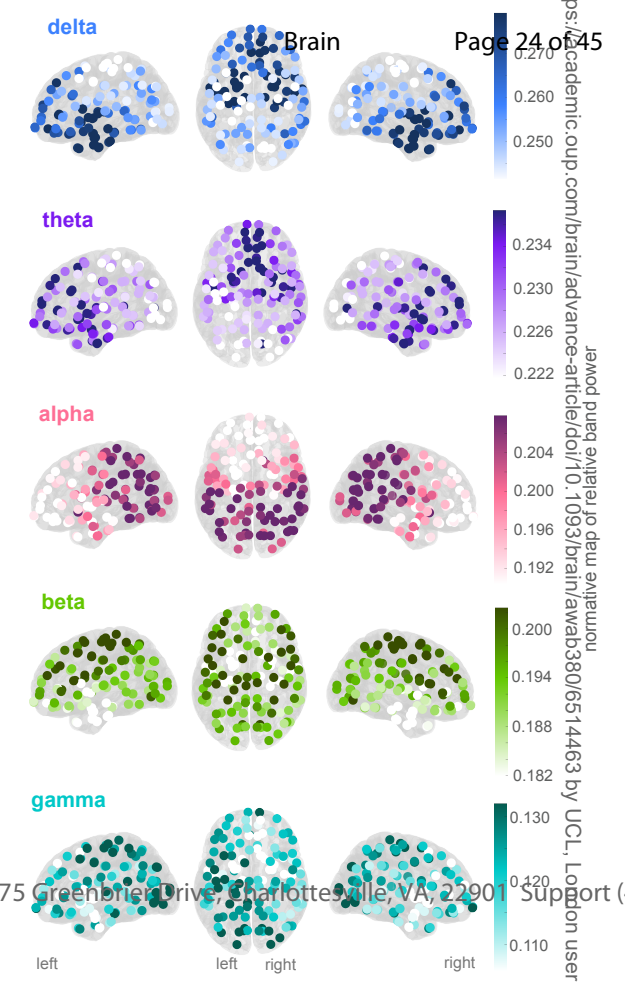 delta
Brain
Page 24 of 45
0.270
0.260
0.250
theta
0.234
0.230
0.226
0.222
alpha
0.204
0.200
0.196
0.192
beta
0.200
0.194
0.188
0.182
gamma
0.130
0.120
0.110
left
left
right
right
normative map of relative band power
ps://academic.oup.com/brain/advance-article/doi/10.1093/brain/awab380/6514463 by UCL, London user
75 Greenbrier Drive, Charlottesville, VA, 22901 Support (4